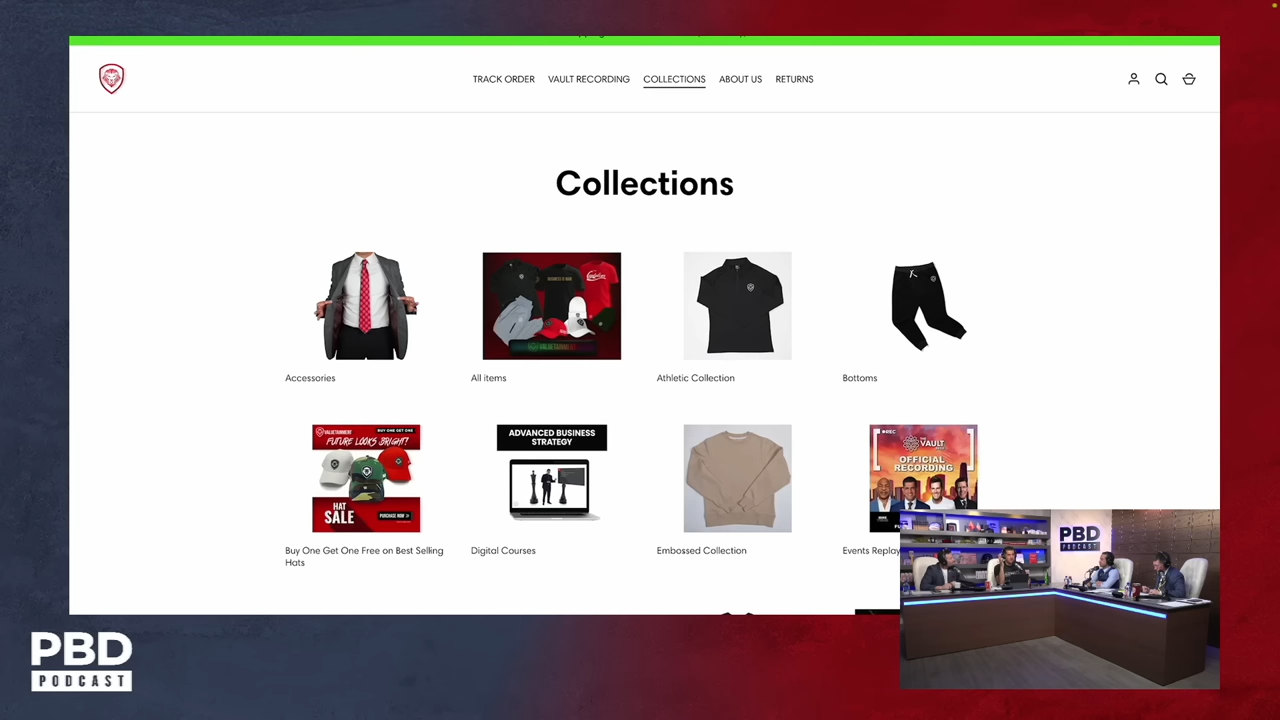 TRACK ORDER VAULT RECORDING COLLECTIONS ABOUT US RETURNS
Collections
Accessories
All items
Athletic Collection
Bottoms
VALUETAINMENT
BUY ONE GET ONE
FUTURE LOOKS BRIGHT!
HAT
SALE
PURCHASE NOW
ADVANCED BUSINESS
STRATEGY
REC
VAULT
OFFICIAL
RECORDING
Buy One Get One Free on Best Selling
Hats
Digital Courses
Embossed Collection
Events Replay
PBD
PODCAST
PBD
PODCAST